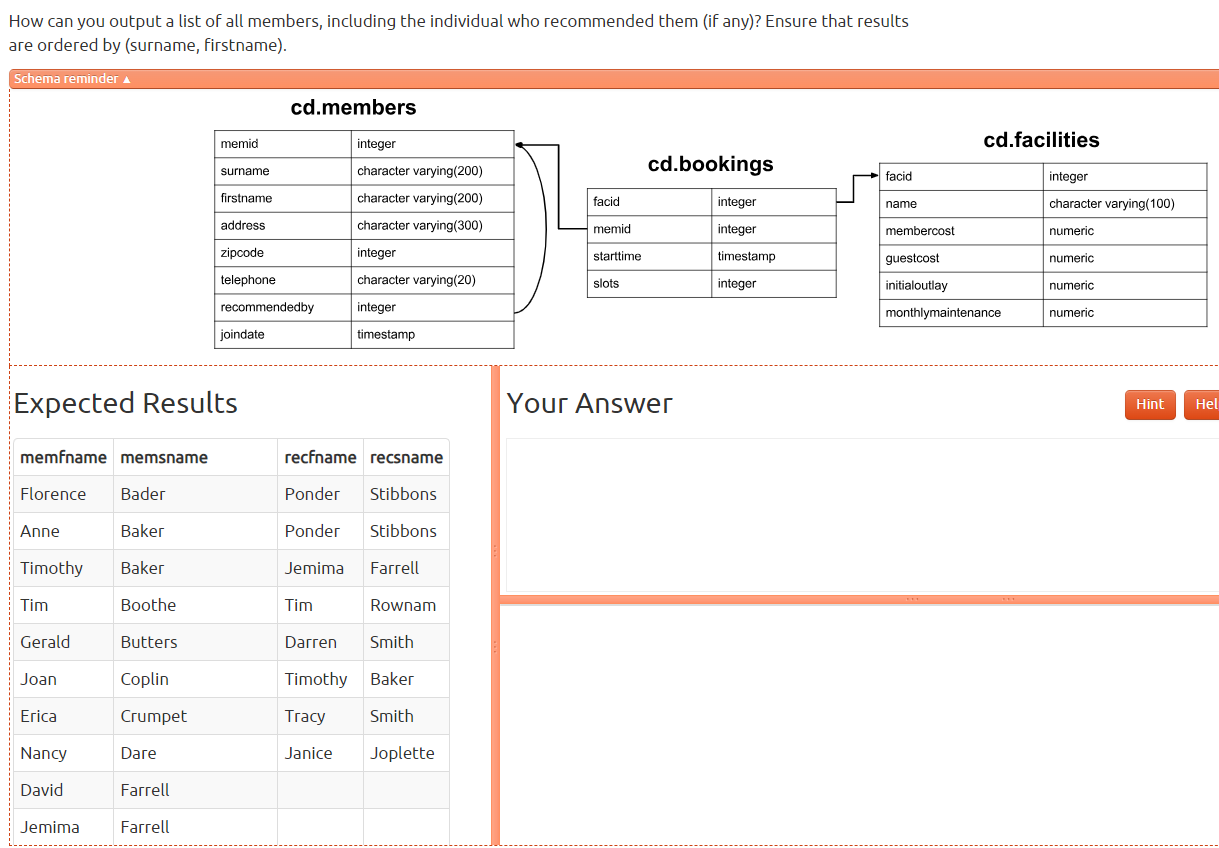 How can you output a list of all members, including the individual who recommended them (if any)? Ensure that results
are ordered by (surname, firstname).
Schema reminder ▲
cd.members
memid integer
surname character varying(200)
firstname character varying(200)
address character varying(300)
zipcode integer
telephone character varying(20)
recommendedby integer
joindate timestamp
cd.bookings
facid integer
memid integer
starttime timestamp
slots integer
cd.facilities
facid integer
name character varying(100)
membercost numeric
guestcost numeric
initialoutlay numeric
monthlymaintenance numeric
Expected Results
memfname memsname recfname recsname
Florence Bader Ponder Stibbons
Anne Baker Ponder Stibbons
Timothy Baker Jemima Farrell
Tim Boothe Tim Rownam
Gerald Butters Darren Smith
Joan Coplin Timothy Baker
Erica Crumpet Tracy Smith
Nancy Dare Janice Joplette
David Farrell
Jemima Farrell
Your Answer
Hint
Hel